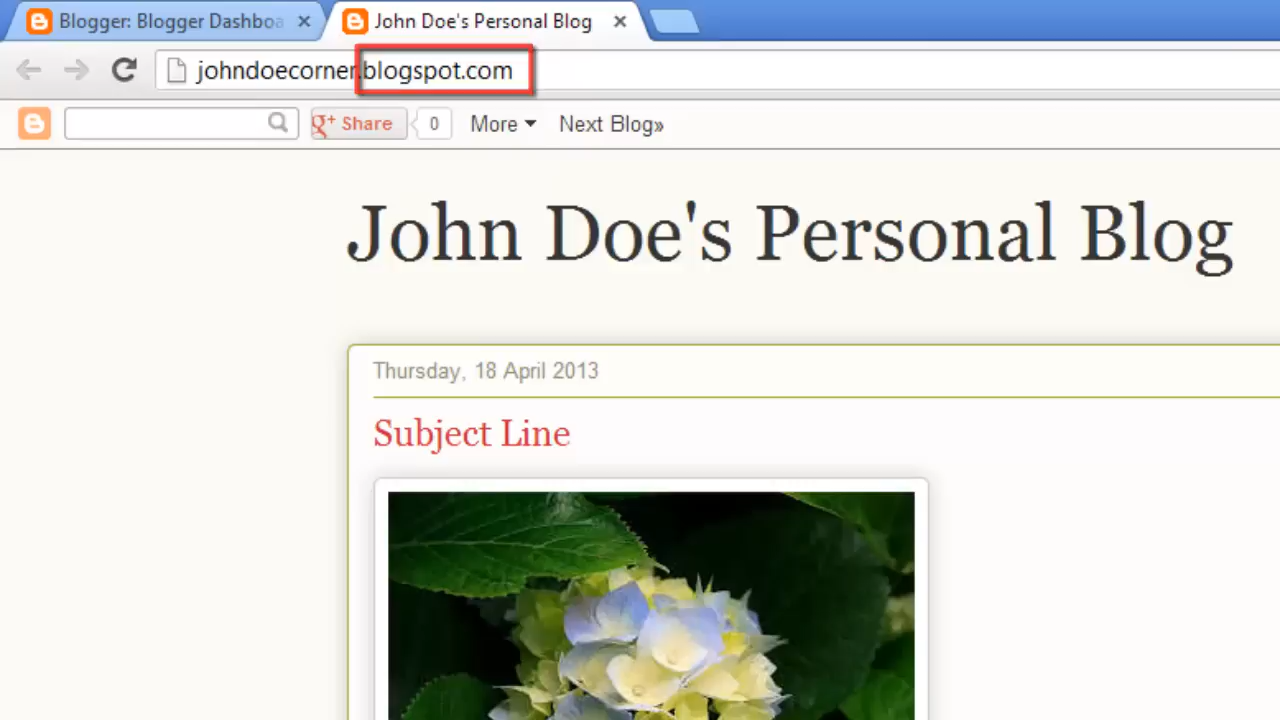 Blogger: Blogger Dashboa
John Doe's Personal Blog
johndoecorner.blogspot.com
g+ Share 0 More Next Blog»
John Doe's Personal Blog
Thursday, 18 April 2013
Subject Line